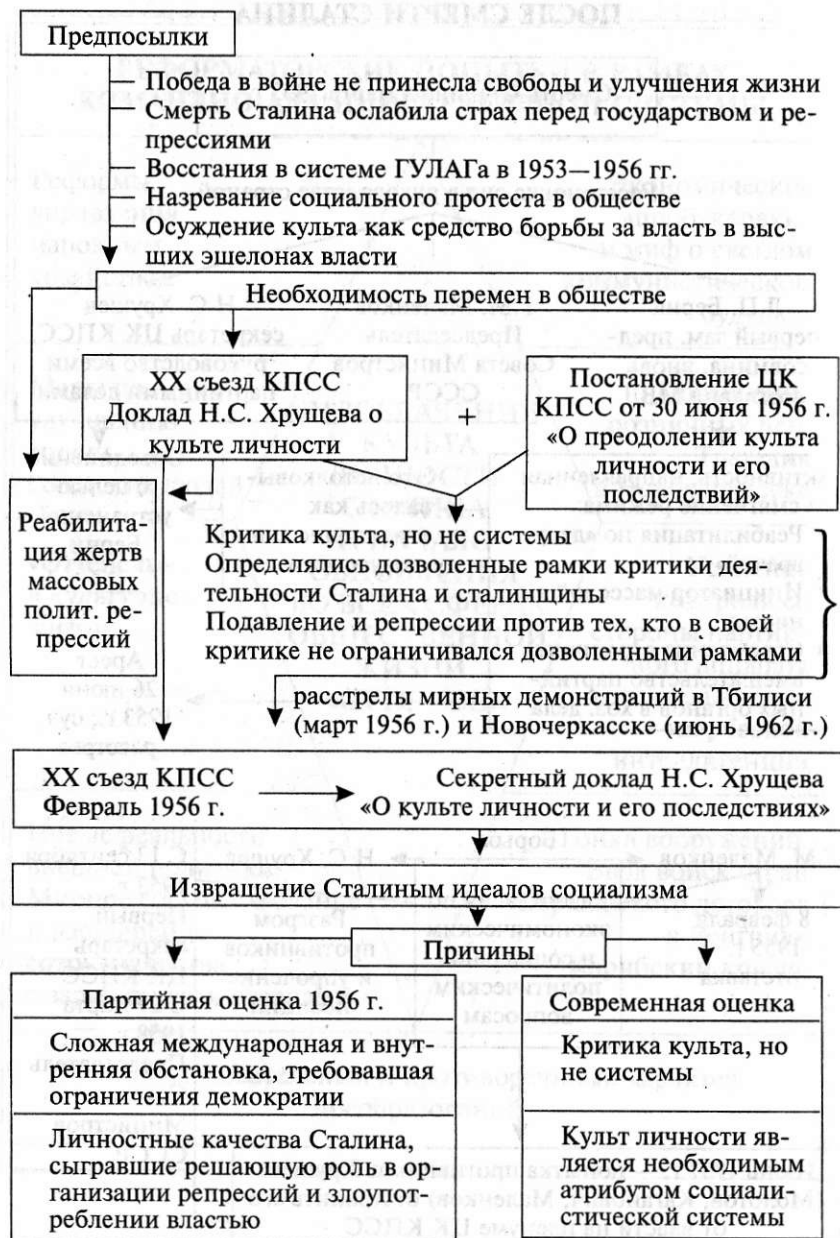 ПОСЛЕ СМЕРТИ СТАЛИНА
Предпосылки
Победа в войне не принесла свободы и улучшения жизни
Смерть Сталина ослабила страх перед государством и ре-
прессиями
Восстания в системе ГУЛАГа в 1953—1956 гг.
Назревание социального протеста в обществе
Осуждение культа как средство борьбы за власть в выс-
ших эшелонах власти
Необходимость перемен в обществе
XX съезд КПСС
Доклад Н.С. Хрущева о
культе личности
+
Постановление ЦК
КПСС от 30 июня 1956 г.
«О преодолении культа
личности и его
последствий»
Реабилита-
ция жертв
массовых
полит. ре-
прессий
Критика культа, но не системы
Определялись дозволенные рамки критики дея-
тельности Сталина и сталинщины
Подавление и репрессии против тех, кто в своей
критике не ограничивался дозволенными рамками
расстрелы мирных демонстраций в Тбилиси
(март 1956 г.) и Новочеркасске (июнь 1962 г.)
XX съезд КПСС
Февраль 1956 г.
Секретный доклад Н.С. Хрущева
«О культе личности и его последствиях»
Извращение Сталиным идеалов социализма
Причины
Партийная оценка 1956 г.
Сложная международная и внут-
ренняя обстановка, требовавшая
ограничения демократии
Личностные качества Сталина,
сыгравшие решающую роль в ор-
ганизации репрессий и злоупот-
реблении властью
Современная оценка
Критика культа, но
не системы
Культ личности яв-
ляется необходимым
атрибутом социали-
стической системы